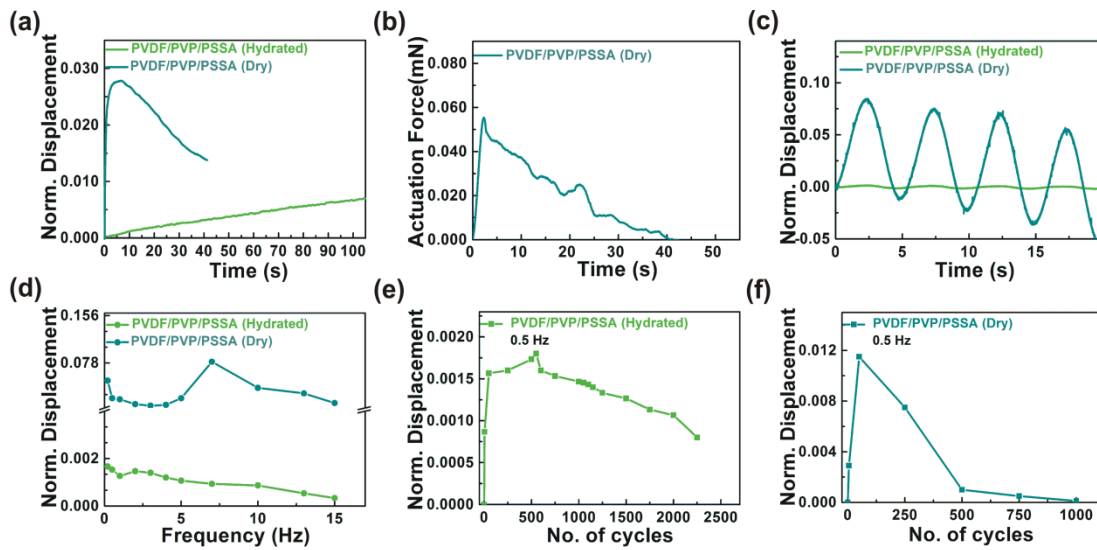 (a)
Norm. Displacement
PVDF/PVP/PSSA (Hydrated)
PVDF/PVP/PSSA (Dry)
0.030
0.020
0.010
0.000
0 10 20 30 40 50 60 70 80 90 100
Time (s)
(b)
Actuation Force(mN)
PVDF/PVP/PSSA (Dry)
0.080
0.060
0.040
0.020
0.000
0 10 20 30 40 50
Time (s)
(c)
Norm. Displacement
PVDF/PVP/PSSA (Hydrated)
PVDF/PVP/PSSA (Dry)
0.10
0.05
0.00
-0.05
0 5 10 15
Time (s)
(d)
Norm. Displacement
PVDF/PVP/PSSA (Hydrated)
PVDF/PVP/PSSA (Dry)
0.156
0.078
0.002
0.000
0 5 10 15
Frequency (Hz)
(e)
Norm. Displacement
PVDF/PVP/PSSA (Hydrated)
0.5 Hz
0.0020
0.0015
0.0010
0.0005
0.0000
0 500 1000 1500 2000 2500
No. of cycles
(f)
Norm. Displacement
PVDF/PVP/PSSA (Dry)
0.5 Hz
0.012
0.009
0.006
0.003
0.000
0 250 500 750 1000
No. of cycles